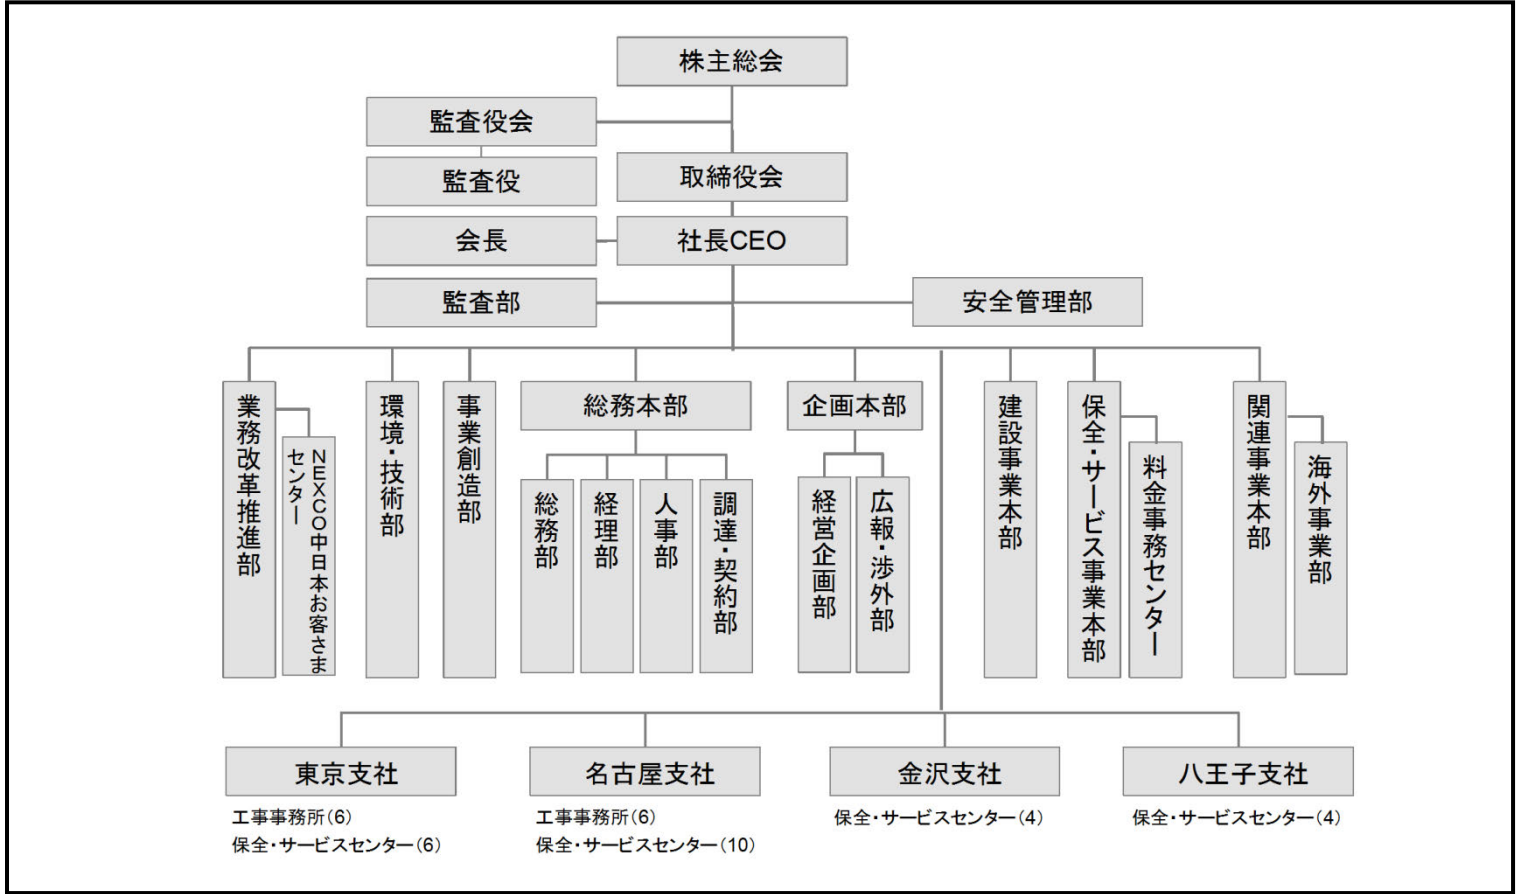 株主総会
監査役会
監査役
取締役会
会長
社長CEO
監査部
安全管理部
業務改革推進部
NEXCO中日本お客さま
センター
環境・技術部
事業創造部
総務本部
総務部
経理部
人事部
調達・契約部
企画本部
経営企画部
広報・渉外部
建設事業本部
保全・サービス事業本部
料金事務センター
関連事業本部
海外事業部
東京支社
工事事務所(6)
保全・サービスセンター(6)
名古屋支社
工事事務所(6)
保全・サービスセンター(10)
金沢支社
保全・サービスセンター(4)
八王子支社
保全・サービスセンター(4)